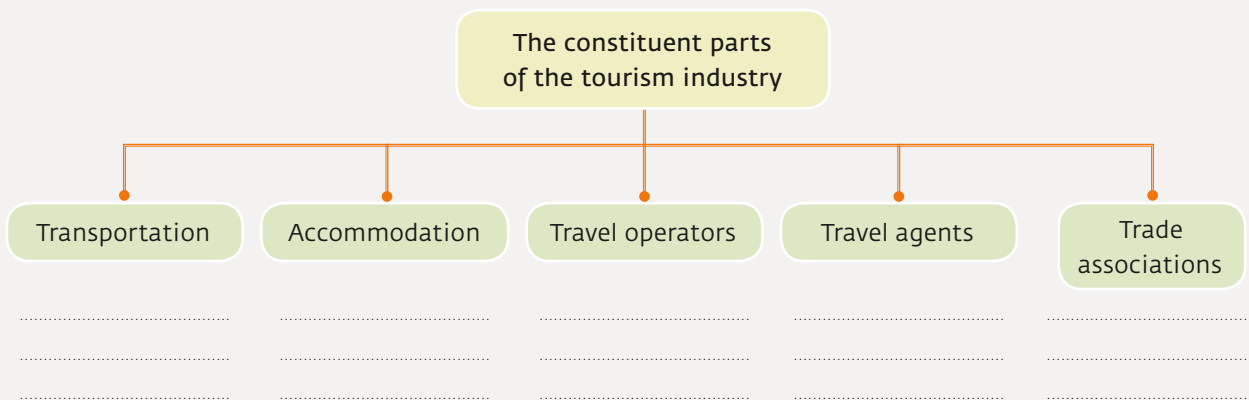 The constituent parts
of the tourism industry
Transportation
Accommodation
Travel operators
Travel agents
Trade
associations